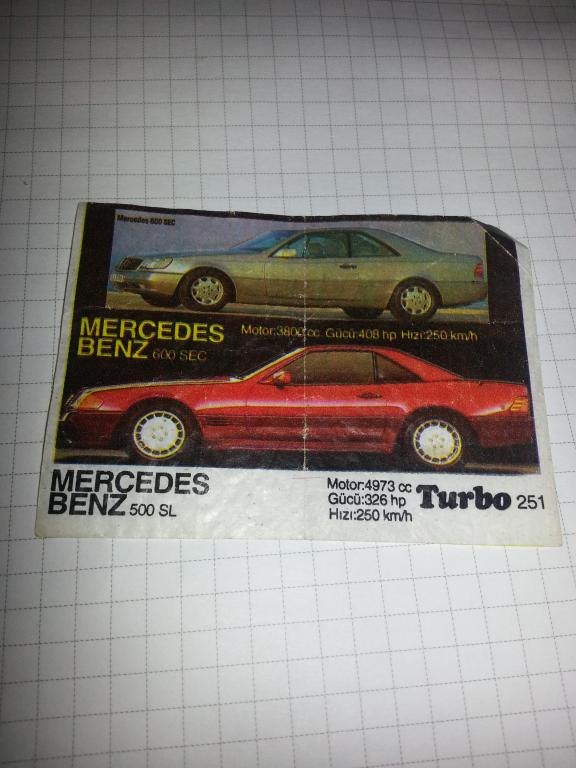 Mercedes 600 SEC
MERCEDES
BENZ 600 SEC
Motor:3800 cc Gücü:408 hp Hızı:250 km/h
MERCEDES
BENZ 500 SL
Motor:4973 cc
Gücü:326 hp
Hızı:250 km/h
Turbo 251